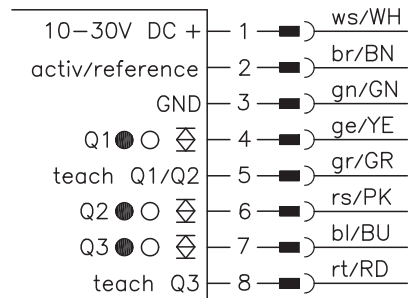 10-30V DC + 1 ws/WH
activ/reference 2 br/BN
GND 3 gn/GN
Q1 4 ge/YE
teach Q1/Q2 5 gr/GR
Q2 6 rs/PK
Q3 7 bl/BU
teach Q3 8 rt/RD